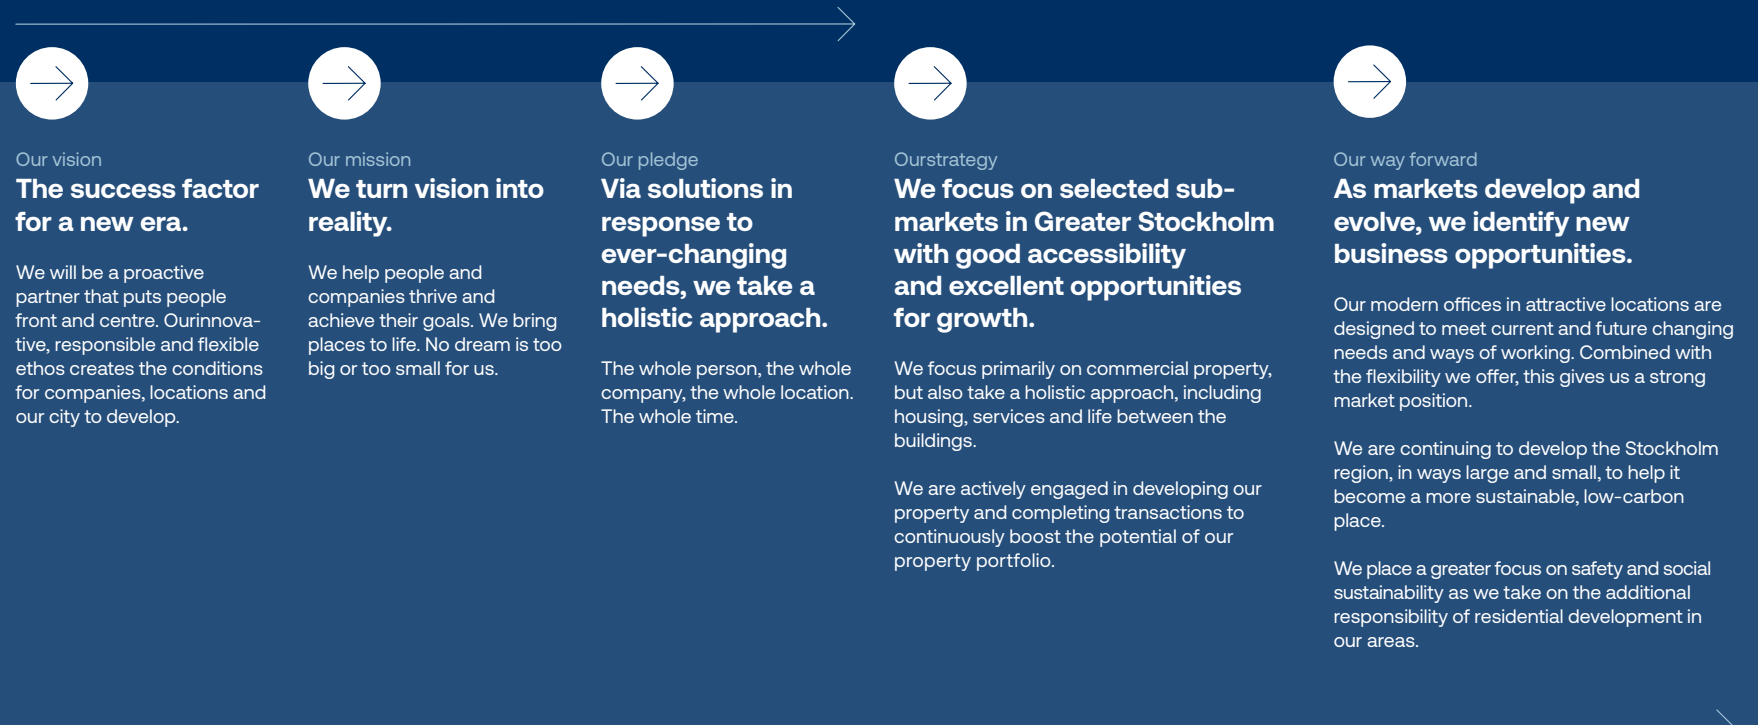 Our vision
The success factor
for a new era.
We will be a proactive
partner that puts people
front and centre. Ourinnova-
tive, responsible and flexible
ethos creates the conditions
for companies, locations and
our city to develop.
Our mission
We turn vision into
reality.
We help people and
companies thrive and
achieve their goals. We bring
places to life. No dream is too
big or too small for us.
Our pledge
Via solutions in
response to
ever-changing
needs, we take a
holistic approach.
The whole person, the whole
company, the whole location.
The whole time.
Ourstrategy
We focus on selected sub-
markets in Greater Stockholm
with good accessibility
and excellent opportunities
for growth.
We focus primarily on commercial property,
but also take a holistic approach, including
housing, services and life between the
buildings.
We are actively engaged in developing our
property and completing transactions to
continuously boost the potential of our
property portfolio.
Our way forward
As markets develop and
evolve, we identify new
business opportunities.
Our modern offices in attractive locations are
designed to meet current and future changing
needs and ways of working. Combined with
the flexibility we offer, this gives us a strong
market position.
We are continuing to develop the Stockholm
region, in ways large and small, to help it
become a more sustainable, low-carbon
place.
We place a greater focus on safety and social
sustainability as we take on the additional
responsibility of residential development in
our areas.